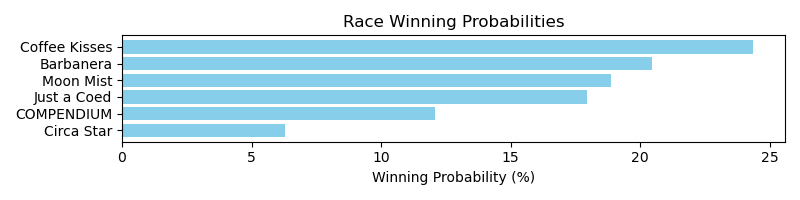 Race Winning Probabilities
Coffee Kisses
Barbanera
Moon Mist
Just a Coed
COMPENDIUM
Circa Star
0 5 10 15 20 25
Winning Probability (%)